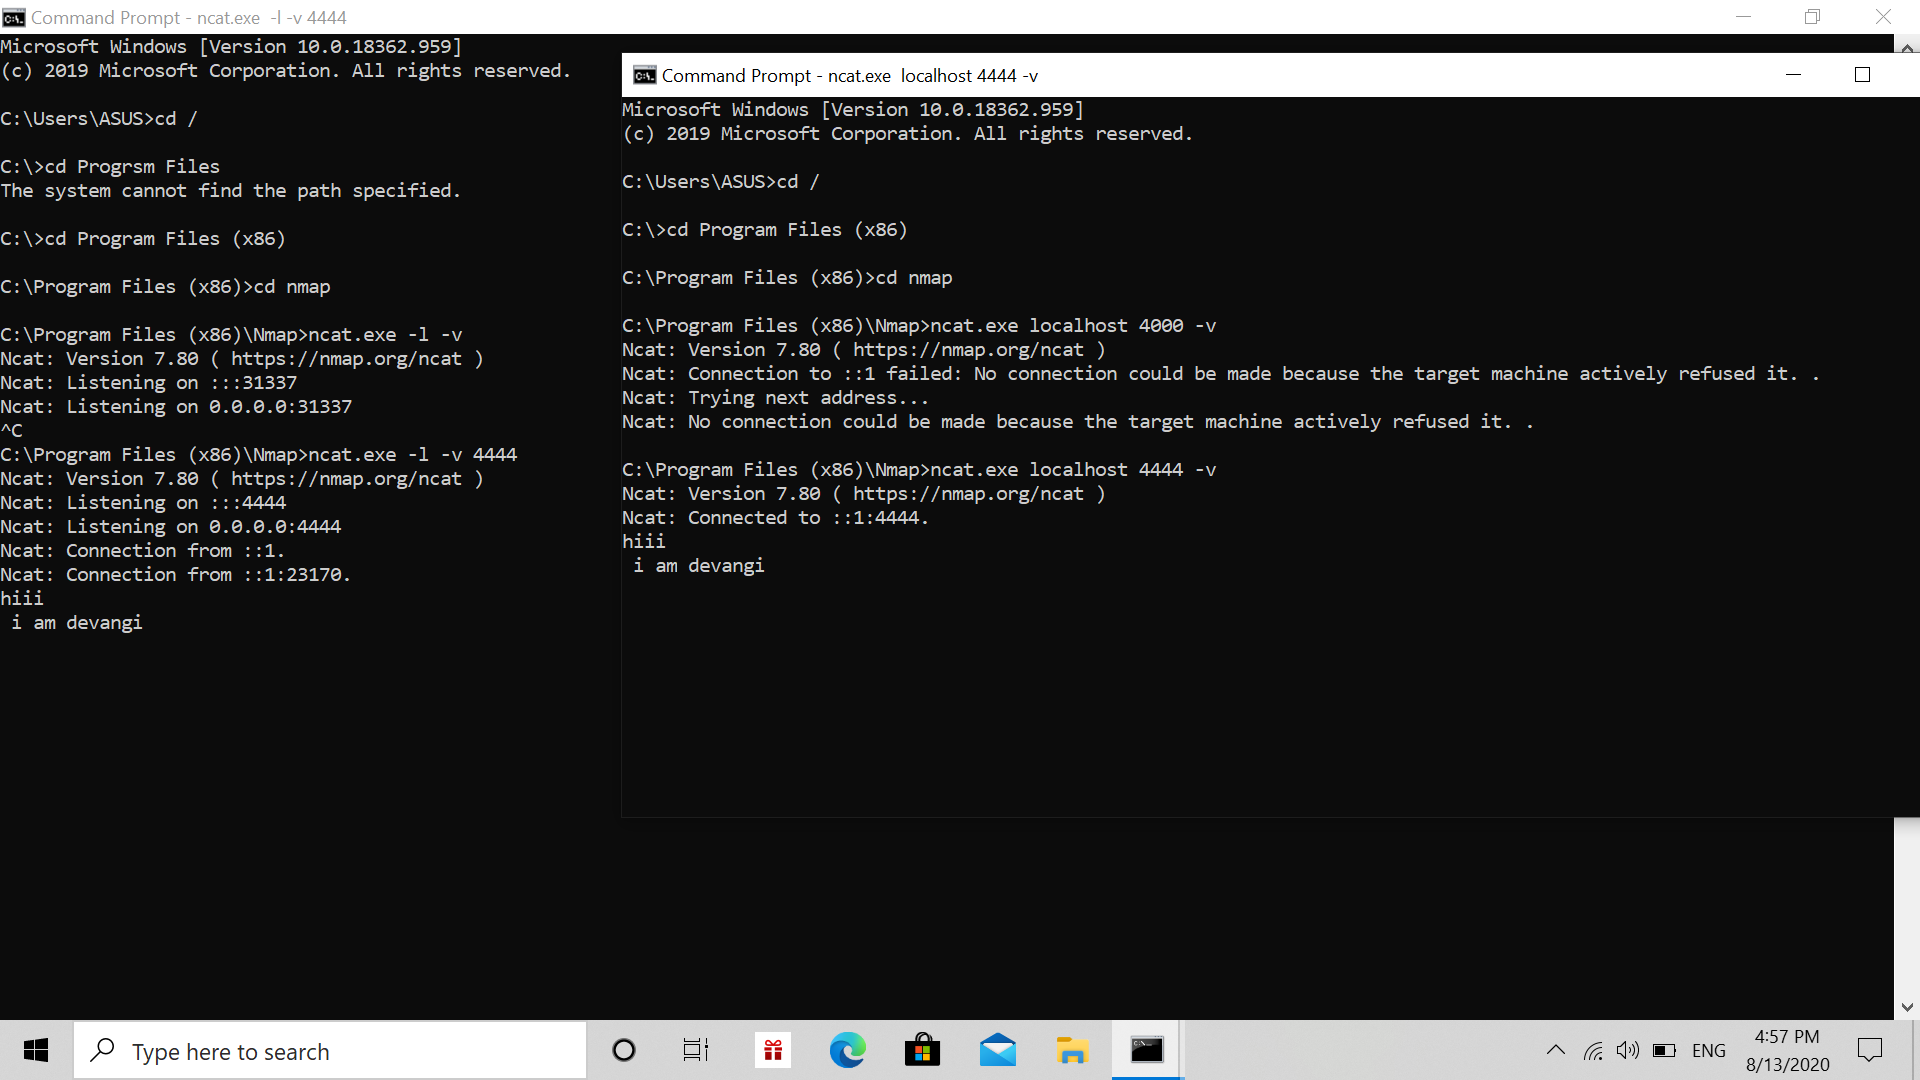 Command Prompt - ncat.exe  -l -v 4444
Microsoft Windows [Version 10.0.18362.959]
(c) 2019 Microsoft Corporation. All rights reserved.
C:\Users\ASUS>cd /
C:\>cd Progrsm Files
The system cannot find the path specified.
C:\>cd Program Files (x86)
C:\Program Files (x86)>cd nmap
C:\Program Files (x86)\Nmap>ncat.exe -l -v
Ncat: Version 7.80 ( https://nmap.org/ncat )
Ncat: Listening on :::31337
Ncat: Listening on 0.0.0.0:31337
^C
C:\Program Files (x86)\Nmap>ncat.exe -l -v 4444
Ncat: Version 7.80 ( https://nmap.org/ncat )
Ncat: Listening on :::4444
Ncat: Listening on 0.0.0.0:4444
Ncat: Connection from ::1.
Ncat: Connection from ::1:23170.
hiii
 i am devangi
Command Prompt - ncat.exe  localhost 4444 -v
Microsoft Windows [Version 10.0.18362.959]
(c) 2019 Microsoft Corporation. All rights reserved.
C:\Users\ASUS>cd /
C:\>cd Program Files (x86)
C:\Program Files (x86)>cd nmap
C:\Program Files (x86)\Nmap>ncat.exe localhost 4000 -v
Ncat: Version 7.80 ( https://nmap.org/ncat )
Ncat: Connection to ::1 failed: No connection could be made because the target machine actively refused it. .
Ncat: Trying next address...
Ncat: No connection could be made because the target machine actively refused it. .
C:\Program Files (x86)\Nmap>ncat.exe localhost 4444 -v
Ncat: Version 7.80 ( https://nmap.org/ncat )
Ncat: Connected to ::1:4444.
hiii
 i am devangi
Type here to search
ENG
4:57 PM
8/13/2020